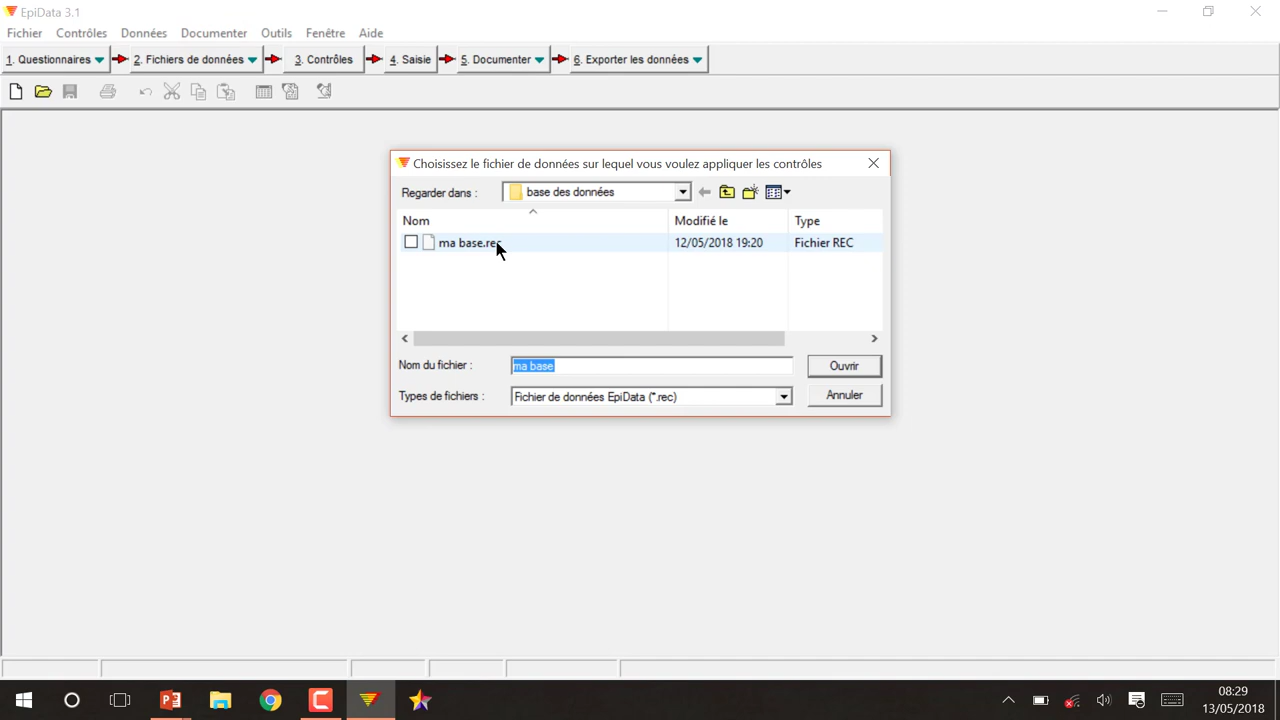 EpiData 3.1
Fichier Contrôles Données Documenter Outils Fenêtre Aide
1. Questionnaires 2. Fichiers de données 3. Contrôles 4. Saisie 5. Documenter 6. Exporter les données
Choisissez le fichier de données sur lequel vous voulez appliquer les contrôles
Regarder dans : base des données
Nom Modifié le Type
ma base.rec 12/05/2018 19:20 Fichier REC
Nom du fichier : ma base Ouvrir
Types de fichiers : Fichier de données EpiData (*.rec) Annuler
08:29
13/05/2018